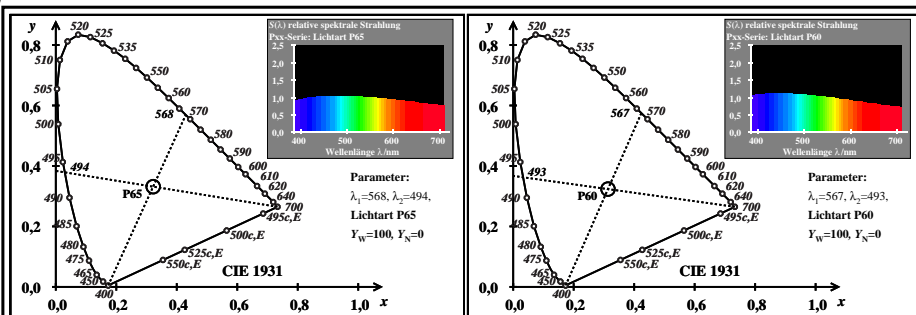 y
520
525
535
550
560
570
580
590
600
610
620
640
700
510
505
500
495
494
490
485
480
475
465
450
400
568
P65
495c,E
500c,E
525c,E
550c,E
CIE 1931
0,8
0,6
0,4
0,2
0,0
0,0 0,2 0,4 0,6 0,8 1,0
x
S(λ) relative spektrale Strahlung
Pxx-Serie: Lichtart P65
2,5
2,0
1,5
1,0
0,5
0,0
400 500 600 700
Wellenlänge λ/nm
Parameter:
λ1=568, λ2=494,
Lichtart P65
YW=100, YN=0
y
520
525
535
550
560
570
580
590
600
610
620
640
700
510
505
500
495
493
490
485
480
475
465
450
400
567
P60
495c,E
500c,E
525c,E
550c,E
CIE 1931
0,8
0,6
0,4
0,2
0,0
0,0 0,2 0,4 0,6 0,8 1,0
x
S(λ) relative spektrale Strahlung
Pxx-Serie: Lichtart P60
2,5
2,0
1,5
1,0
0,5
0,0
400 500 600 700
Wellenlänge λ/nm
Parameter:
λ1=567, λ2=493,
Lichtart P60
YW=100, YN=0